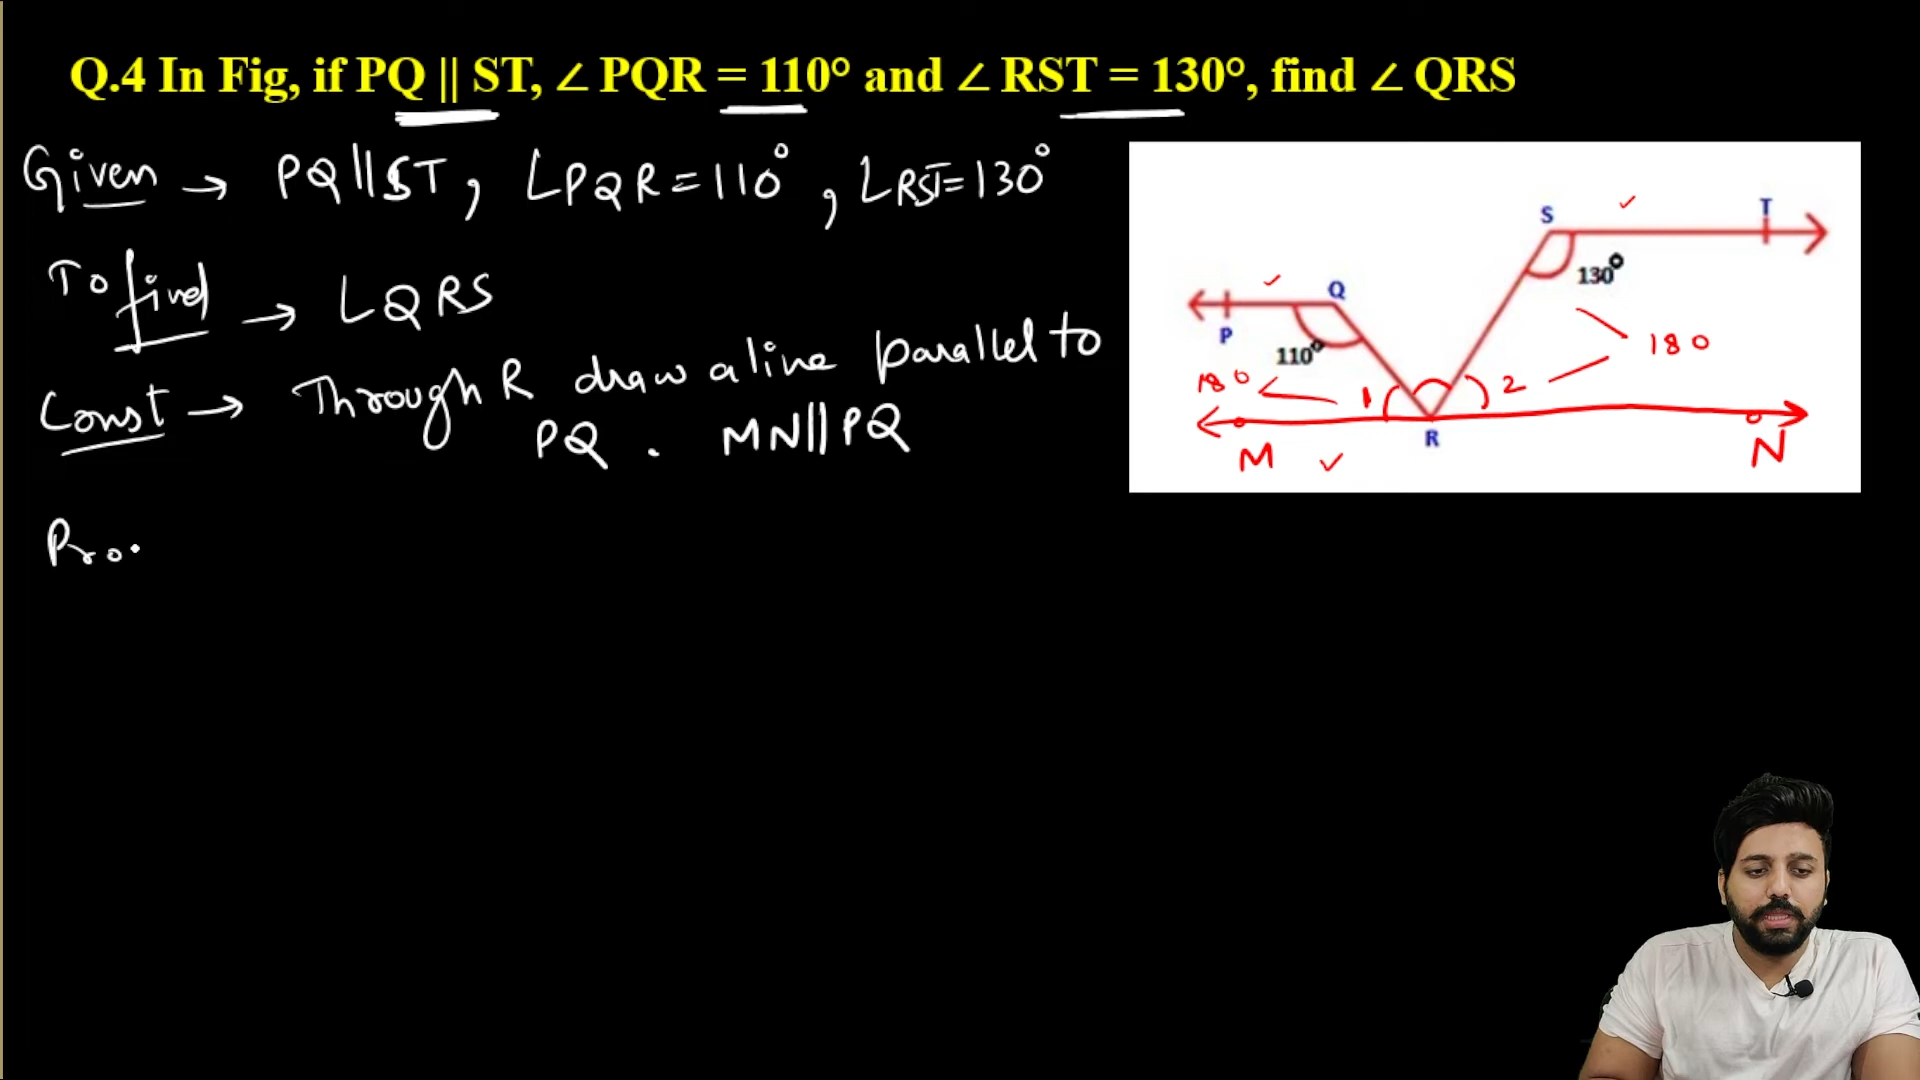 Q.4 In Fig, if PQ || ST, ∠ PQR = 110° and ∠ RST = 130°, find ∠ QRS
Given → PQ||ST, ∠PQR=110°, ∠RST=130°
To find → ∠QRS
Const → Through R draw a line parallel to
PQ. MN||PQ
Pro
S
T
130°
Q
P
110°
180
180
1
2
R
M
N